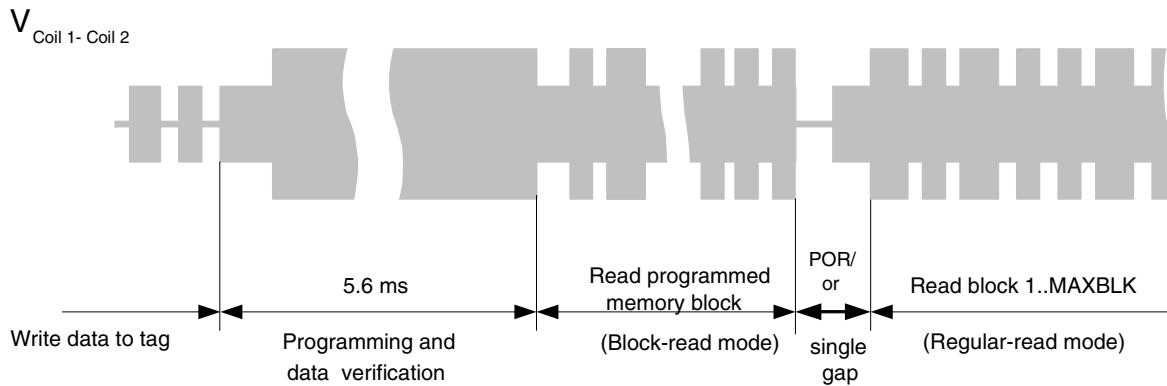 V Coil 1- Coil 2
Write data to tag
5.6 ms
Programming and
data verification
Read programmed
memory block
(Block-read mode)
POR/
or
single
gap
Read block 1..MAXBLK
(Regular-read mode)